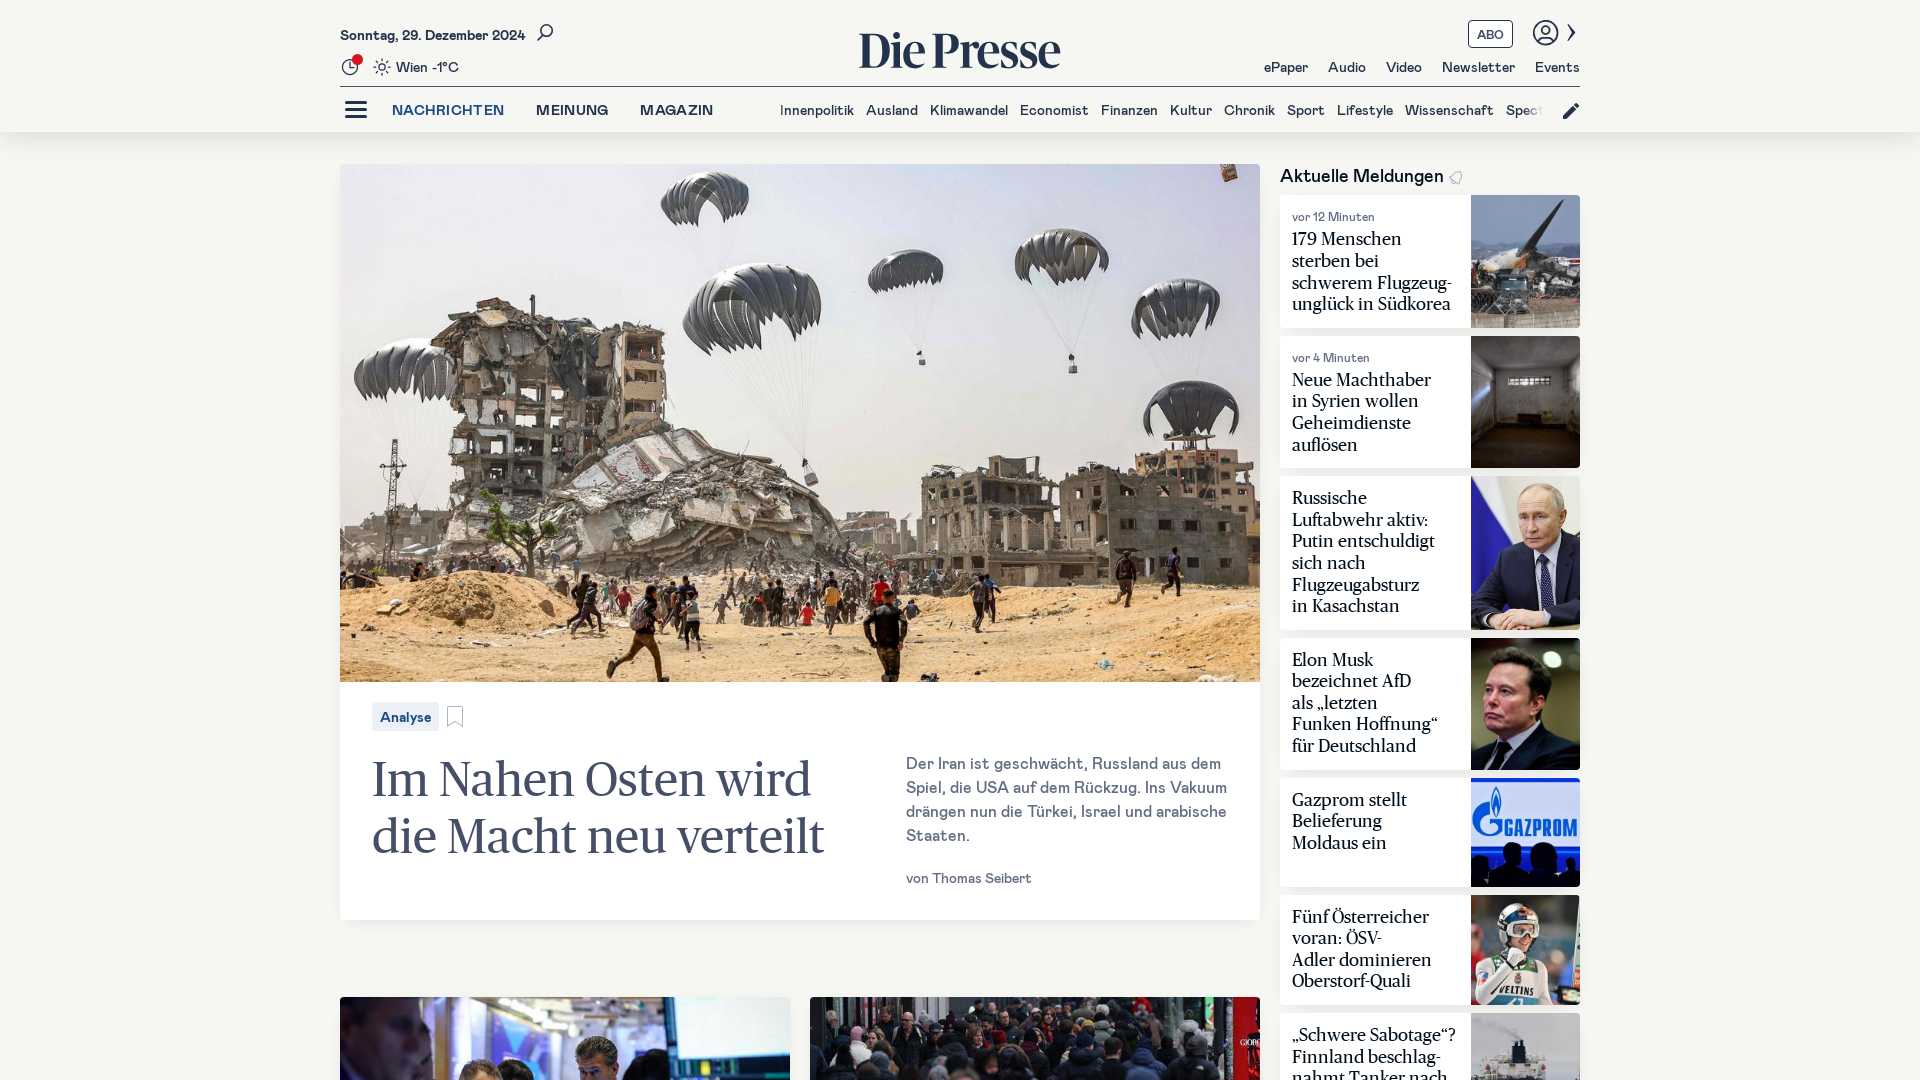 Sonntag, 29. Dezember 2024
Wien -1°C
Die Presse
ABO
ePaper Audio Video Newsletter Events
NACHRICHTEN MEINUNG MAGAZIN
Innenpolitik Ausland Klimawandel Economist Finanzen Kultur Chronik Sport Lifestyle Wissenschaft Spect
Analyse
Im Nahen Osten wird
die Macht neu verteilt
Der Iran ist geschwächt, Russland aus dem
Spiel, die USA auf dem Rückzug. Ins Vakuum
drängen nun die Türkei, Israel und arabische
Staaten.
von Thomas Seibert
Aktuelle Meldungen
vor 12 Minuten
179 Menschen
sterben bei
schwerem Flugzeug-
unglück in Südkorea
vor 4 Minuten
Neue Machthaber
in Syrien wollen
Geheimdienste
auflösen
Russische
Luftabwehr aktiv:
Putin entschuldigt
sich nach
Flugzeugabsturz
in Kasachstan
Elon Musk
bezeichnet AfD
als „letzten
Funken Hoffnung“
für Deutschland
Gazprom stellt
Belieferung
Moldaus ein
GAZPROM
Fünf Österreicher
voran: ÖSV-
Adler dominieren
Oberstorf-Quali
VELTINS
„Schwere Sabotage“?
Finnland beschlag-
nahmt Tanker nach